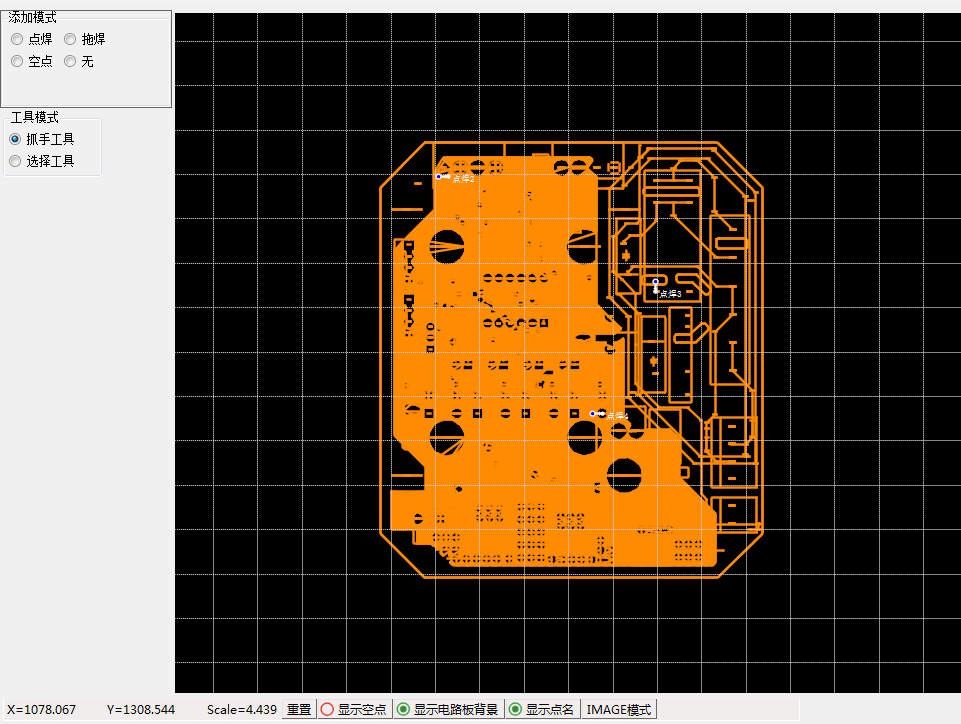 添加模式
点焊 拖焊
空点 无
工具模式
抓手工具
选择工具
点焊2
点焊3
点焊4
X=1078.067 Y=1308.544 Scale=4.439 重置 显示空点 显示电路板背景 显示点名 IMAGE模式